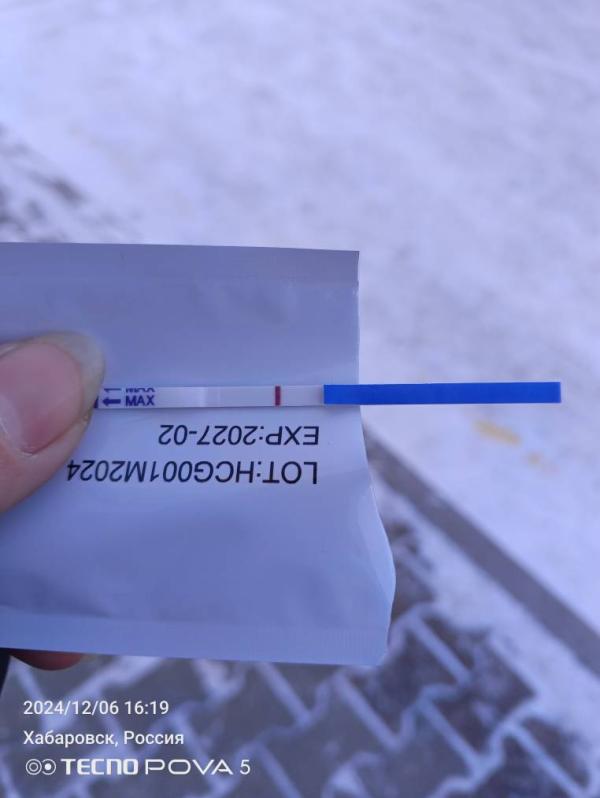 MAX
MAX
EXP:2027-02
LOT:HCG001M2024
2024/12/06 16:19
Хабаровск, Россия
TECNO POVA 5